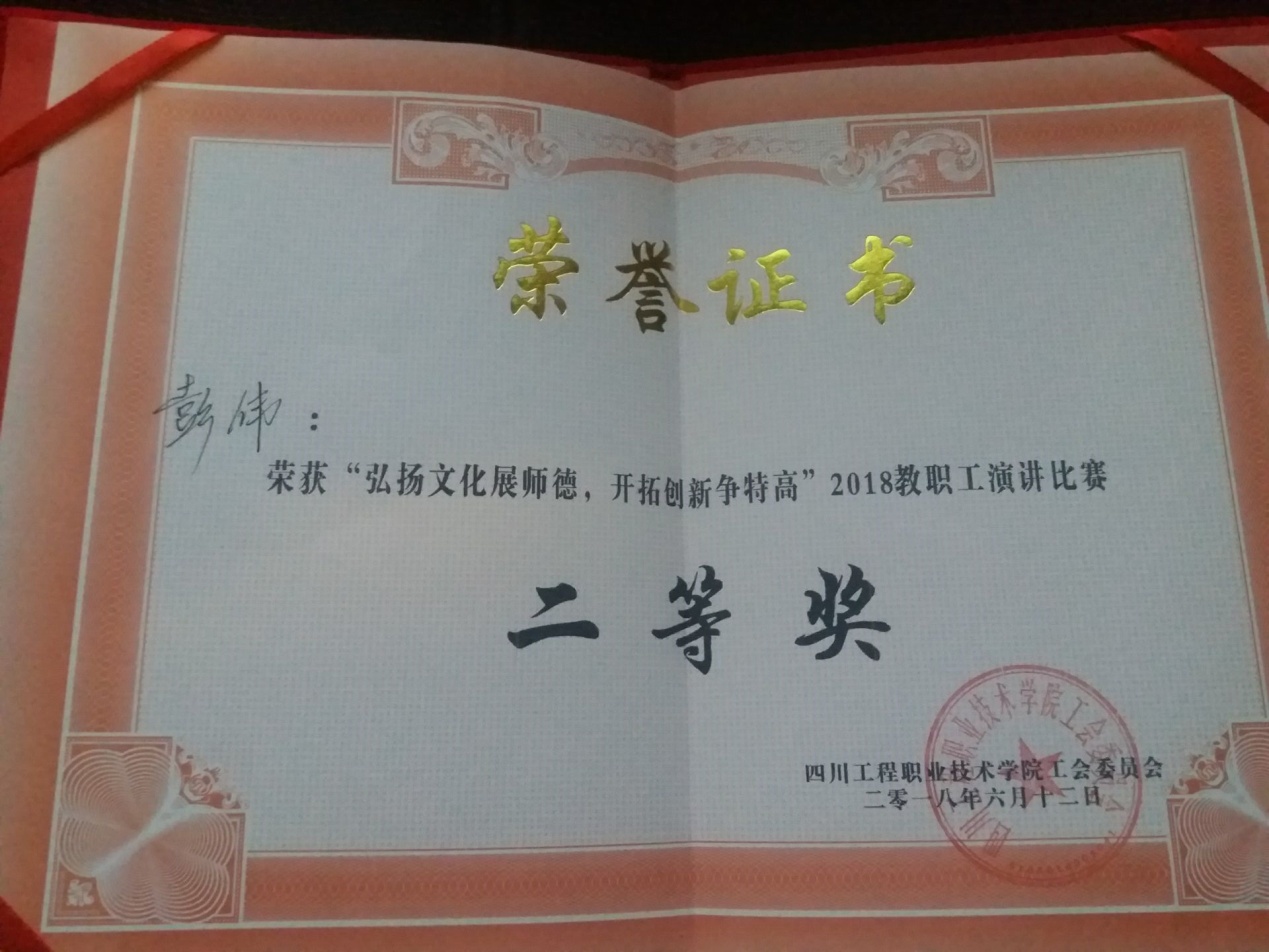 荣誉证书
彭伟：
荣获“弘扬文化展师德，开拓创新争特高”2018教职工演讲比赛
二等奖
四川工程职业技术学院工会委员会
二零一八年六月十二日